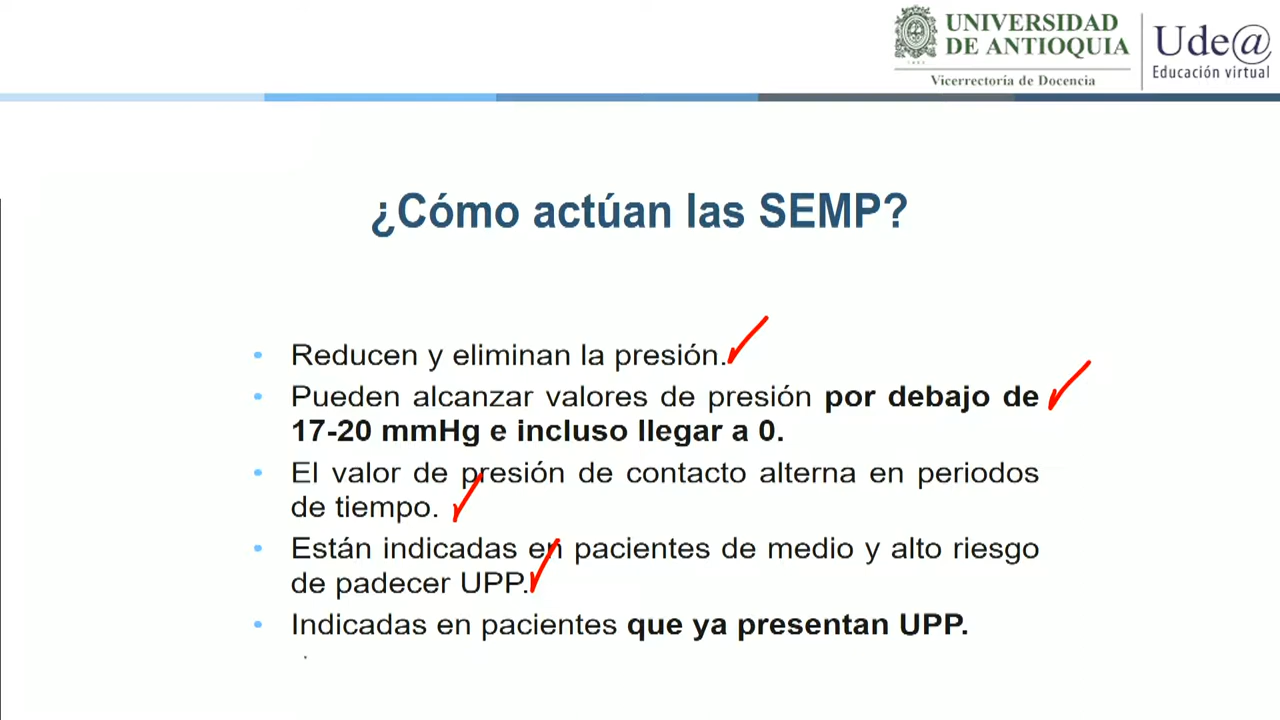 UNIVERSIDAD
DE ANTIOQUIA
Vicerrectoría de Docencia
Ude@
Educación virtual
¿Cómo actúan las SEMP?
• Reducen y eliminan la presión.
• Pueden alcanzar valores de presión por debajo de
17-20 mmHg e incluso llegar a 0.
• El valor de presión de contacto alterna en periodos
de tiempo.
• Están indicadas en pacientes de medio y alto riesgo
de padecer UPP.
• Indicadas en pacientes que ya presentan UPP.